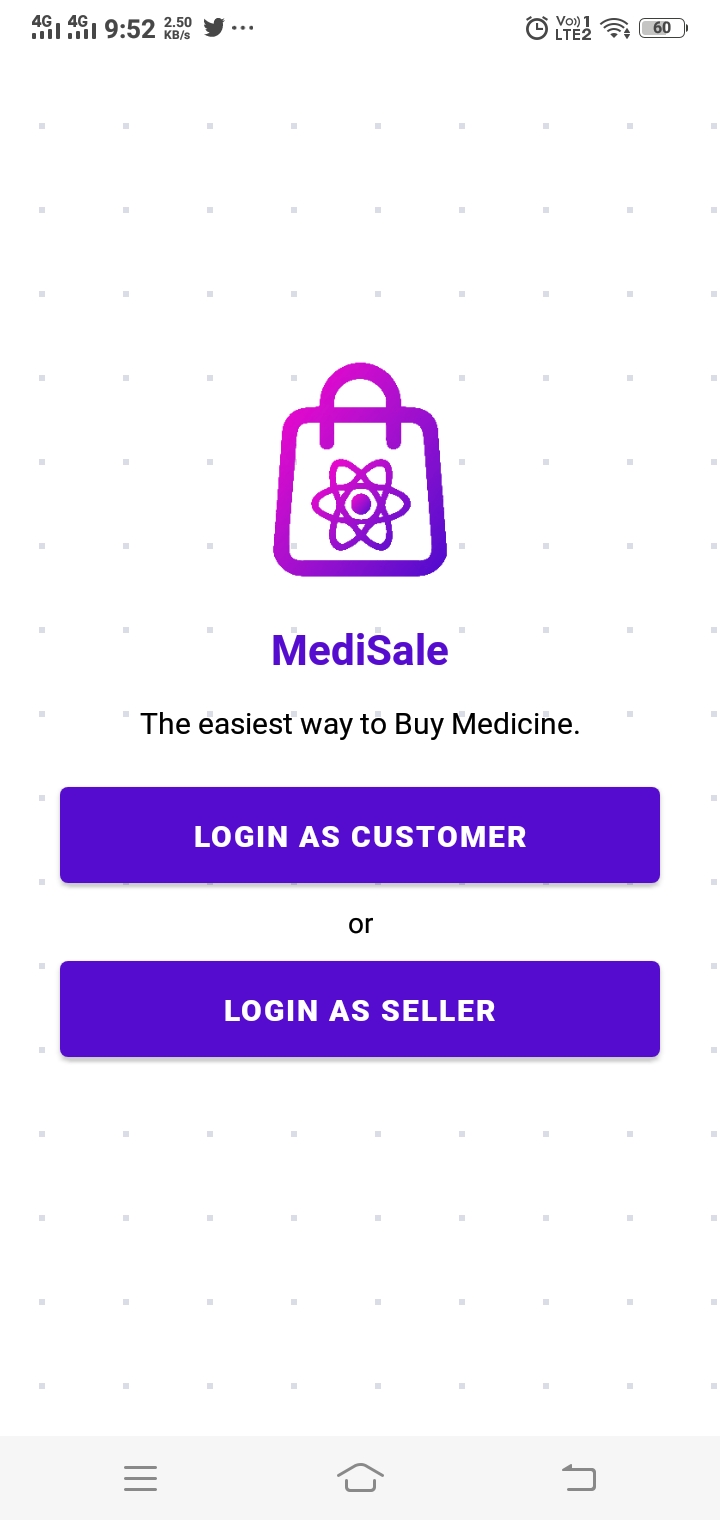 4G 4G 9:52 2.50 KB/s ... Vo)) 1 LTE2 60
MediSale
The easiest way to Buy Medicine.
LOGIN AS CUSTOMER
or
LOGIN AS SELLER